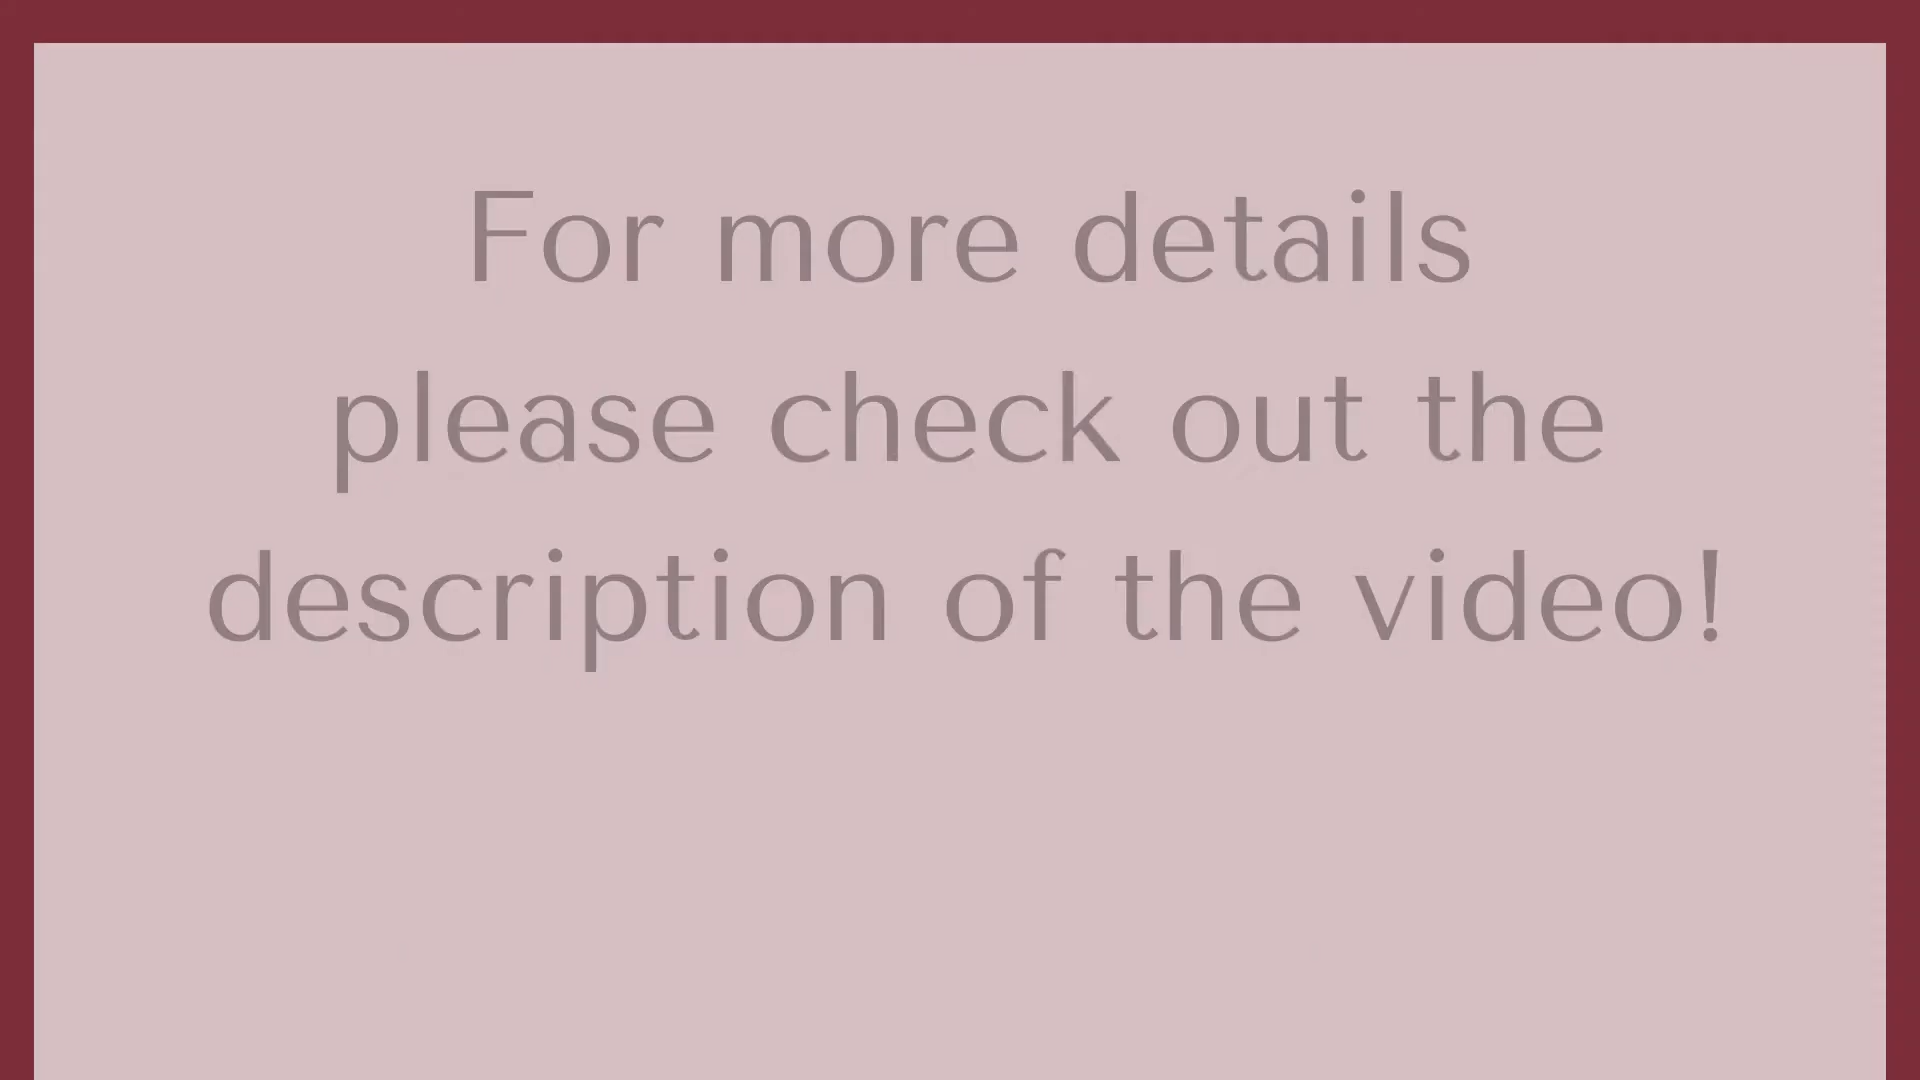 For more details
please check out the
description of the video!